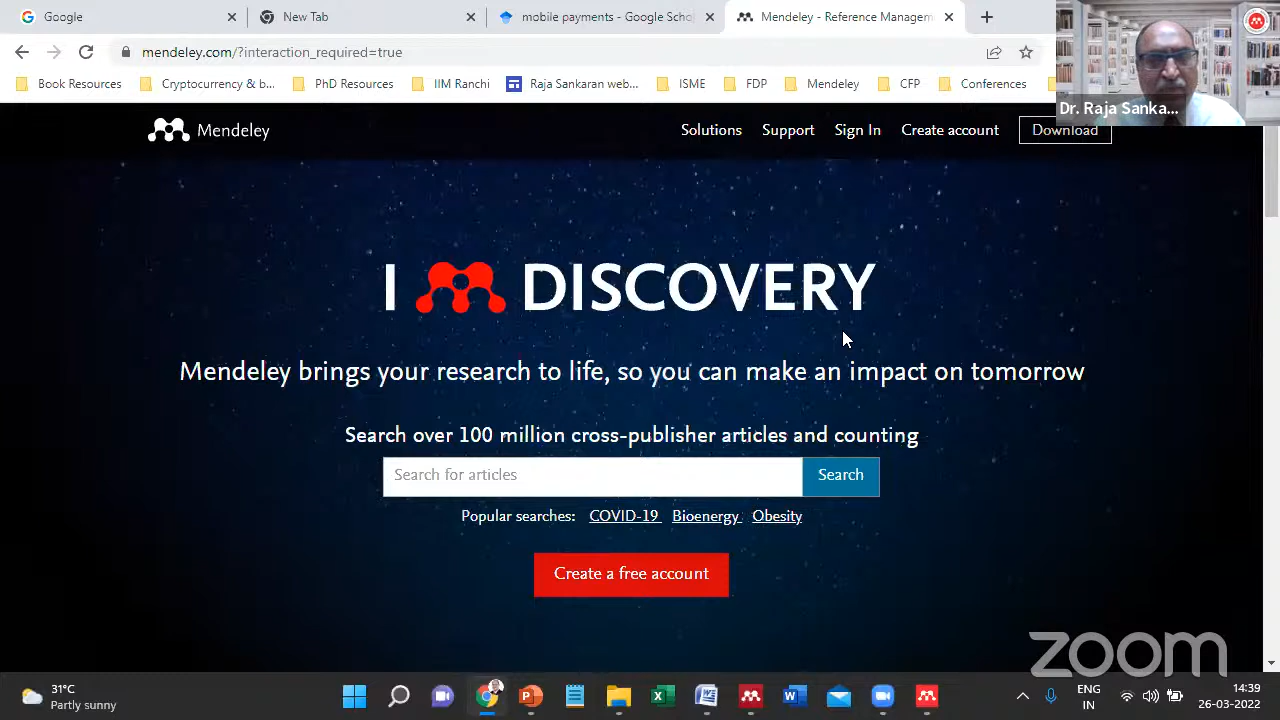 Google
New Tab
mobile payments - Google Scho
Mendeley - Reference Managem
mendeley.com/?interaction_required=true
Book Resources
Cryptocurrency & b...
PhD Resources
IIM Ranchi
Raja Sankaran web...
ISME
FDP
Mendeley
CFP
Conferences
Dr. Raja Sanka...
Mendeley
Solutions
Support
Sign In
Create account
Download
I DISCOVERY
Mendeley brings your research to life, so you can make an impact on tomorrow
Search over 100 million cross-publisher articles and counting
Search for articles
Search
Popular searches: COVID-19 Bioenergy Obesity
Create a free account
zoom
31°C
Partly sunny
ENG
IN
14:39
26-03-2022